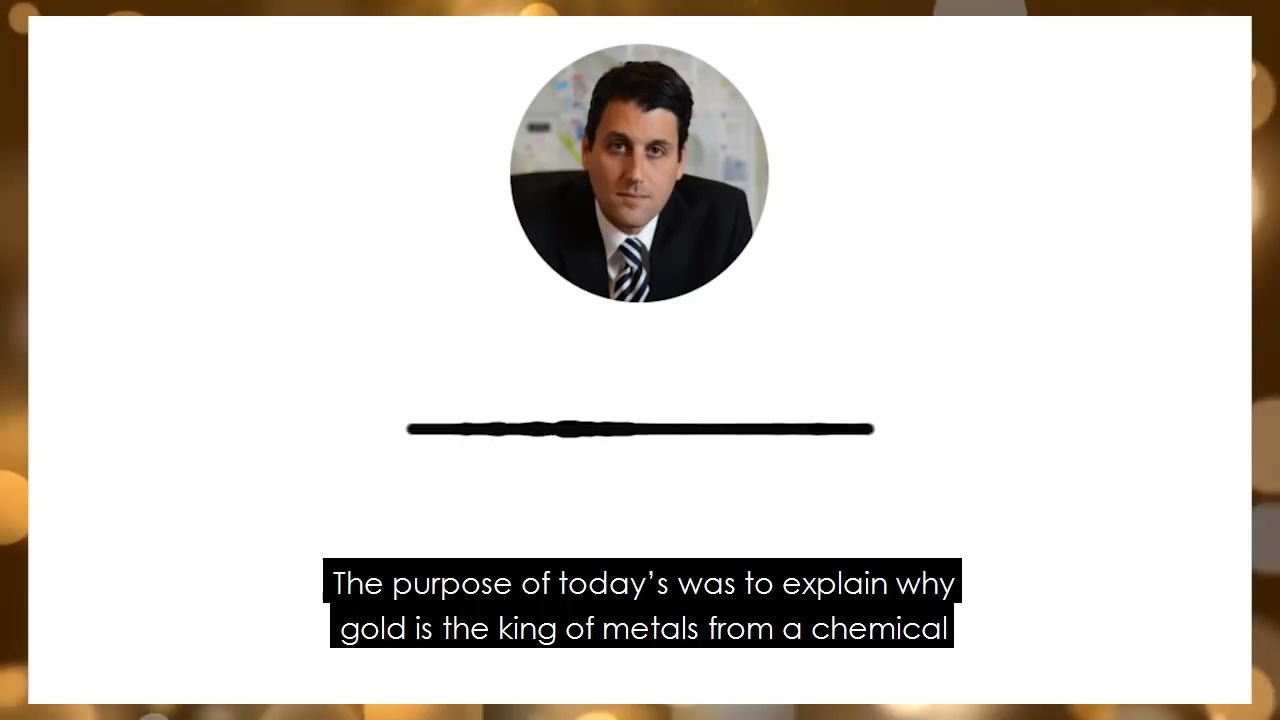 The purpose of today’s was to explain why
gold is the king of metals from a chemical